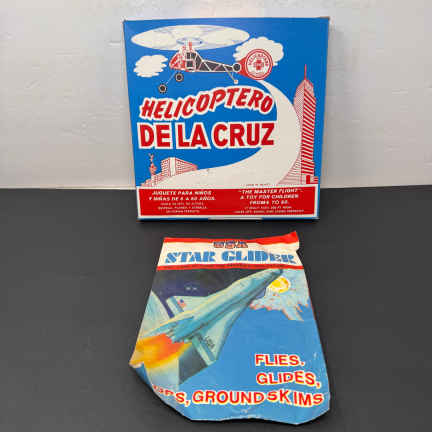 HELICOPTERO
DE LA CRUZ
JUGUETE PARA NIÑOS
Y NIÑAS DE 6 A 60 AÑOS.
"THE MASTER FLIGHT".
A TOY FOR CHILDREN
FROM 6 TO 60.
USA
STAR GLIDER
FLIES,
GLIDES,
GROUND SKIMS